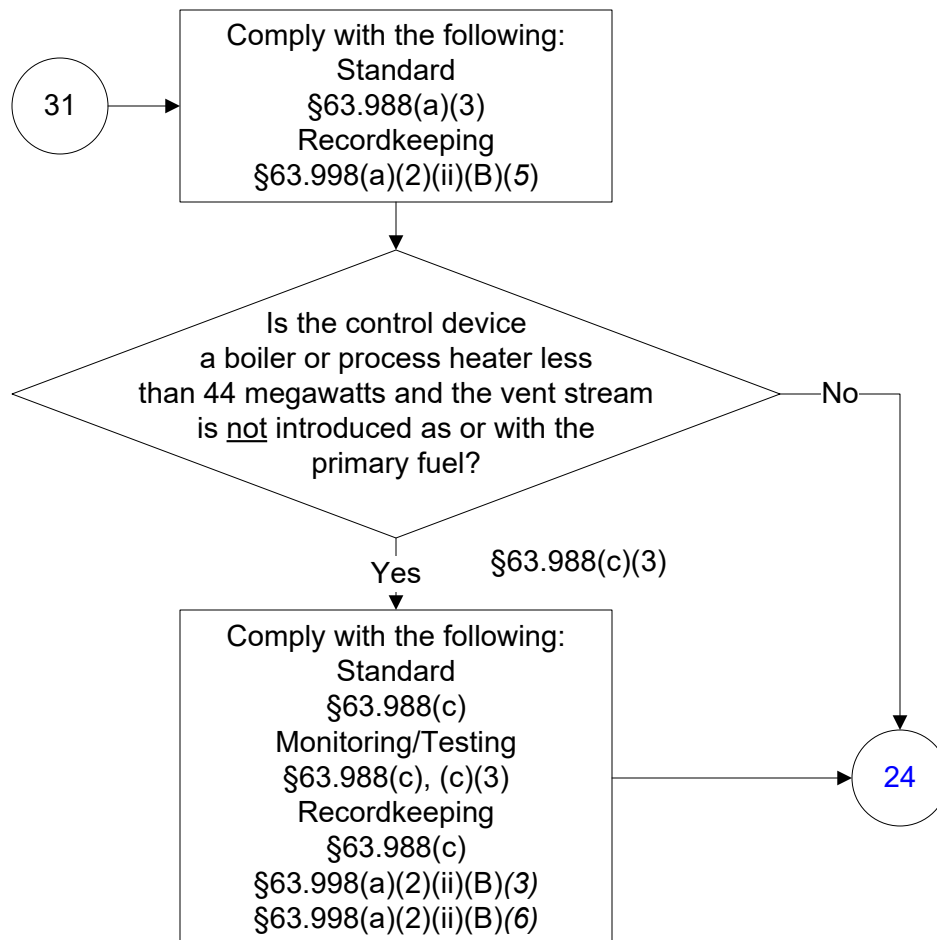 Comply with the following:
Standard
31
§63.988(a)(3)
Recordkeeping
§63.998(a)(2)(ii)(B)(5)
Is the control device
a boiler or process heater less
than 44 megawatts and the vent stream
No
is not introduced as or with the
primary fuel?
Yes
§63.988(c)(3)
Comply with the following:
Standard
§63.988(c)
Monitoring/Testing
§63.988(c), (c)(3)
24
Recordkeeping
§63.988(c)
§63.998(a)(2)(ii)(B)(3)
§63.998(a)(2)(ii)(B)(6)